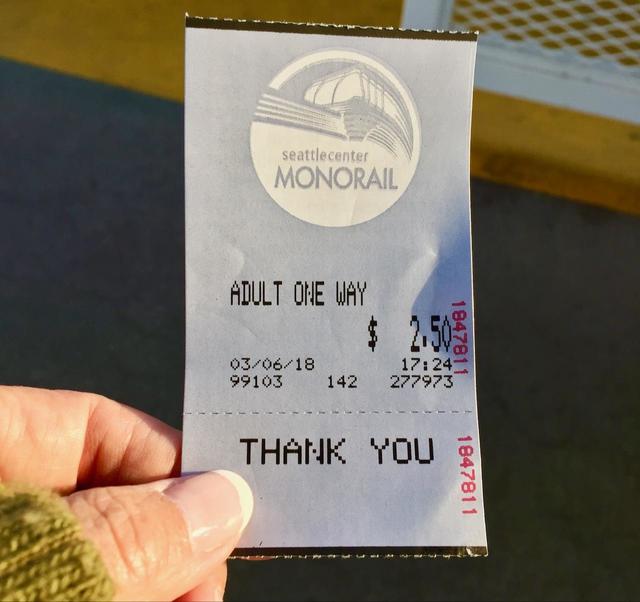 seattlecenter
MONORAIL
ADULT ONE WAY
$ 2.50
03/06/18 17:24
99103 142 277973
1847811
THANK YOU
1847811